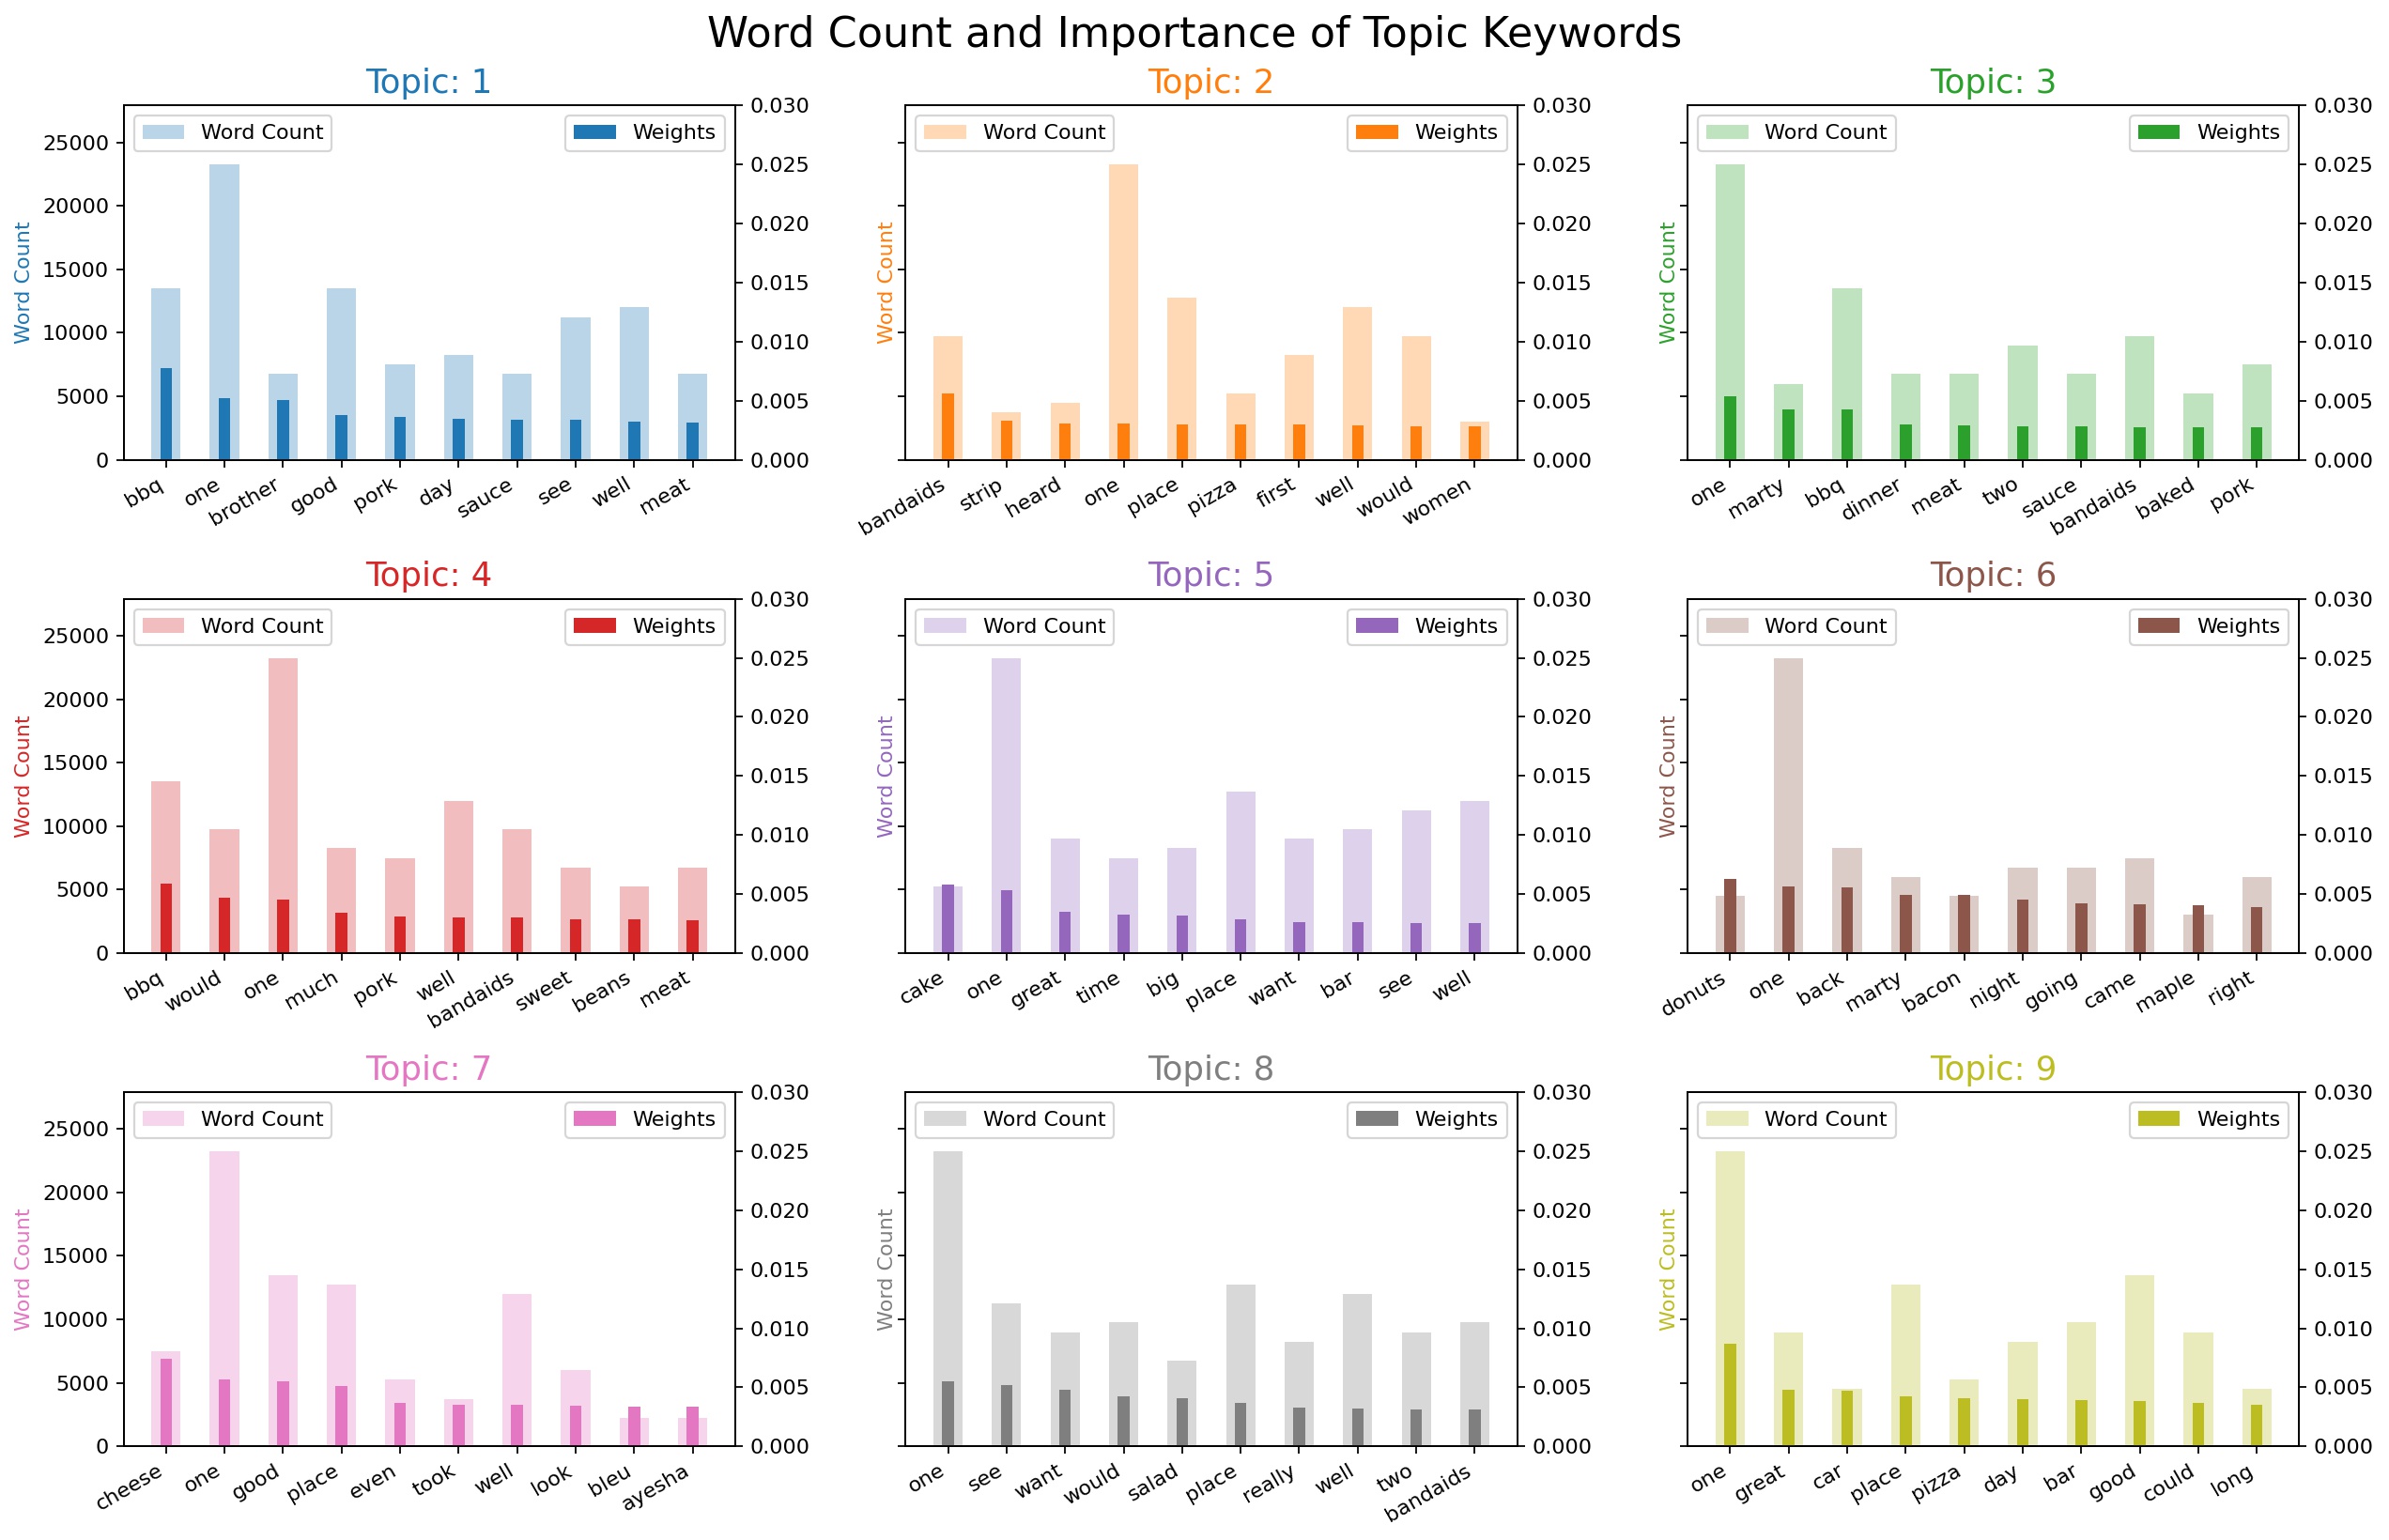 Word Count and Importance of Topic Keywords
Topic: 1
Word Count
Weights
Word Count
25000
20000
15000
10000
5000
0
0.030
0.025
0.020
0.015
0.010
0.005
0.000
bbq
one
brother
good
pork
day
sauce
see
well
meat
Topic: 2
Word Count
Weights
Word Count
0.030
0.025
0.020
0.015
0.010
0.005
0.000
bandaids
strip
heard
one
place
pizza
first
well
would
women
Topic: 3
Word Count
Weights
Word Count
0.030
0.025
0.020
0.015
0.010
0.005
0.000
one
marty
bbq
dinner
meat
two
sauce
bandaids
baked
pork
Topic: 4
Word Count
Weights
Word Count
25000
20000
15000
10000
5000
0
0.030
0.025
0.020
0.015
0.010
0.005
0.000
bbq
would
one
much
pork
well
bandaids
sweet
beans
meat
Topic: 5
Word Count
Weights
Word Count
0.030
0.025
0.020
0.015
0.010
0.005
0.000
cake
one
great
time
big
place
want
bar
see
well
Topic: 6
Word Count
Weights
Word Count
0.030
0.025
0.020
0.015
0.010
0.005
0.000
donuts
one
back
marty
bacon
night
going
came
maple
right
Topic: 7
Word Count
Weights
Word Count
25000
20000
15000
10000
5000
0
0.030
0.025
0.020
0.015
0.010
0.005
0.000
cheese
one
good
place
even
took
well
look
bleu
ayesha
Topic: 8
Word Count
Weights
Word Count
0.030
0.025
0.020
0.015
0.010
0.005
0.000
one
see
want
would
salad
place
really
well
two
bandaids
Topic: 9
Word Count
Weights
Word Count
0.030
0.025
0.020
0.015
0.010
0.005
0.000
one
great
car
place
pizza
day
bar
good
could
long